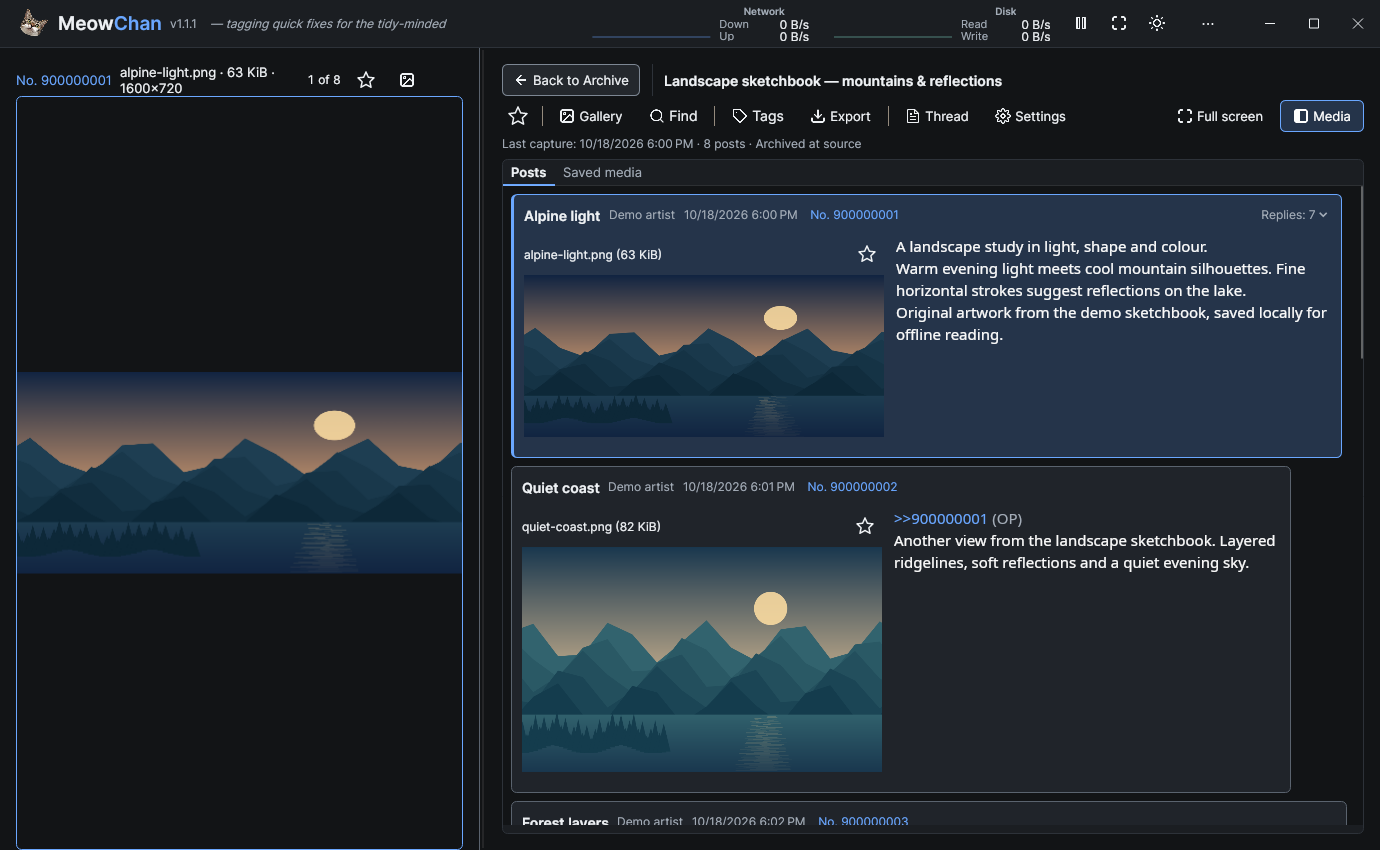 MeowChan v1.1.1 — tagging quick fixes for the tidy-minded
Network
Down 0 B/s
Up 0 B/s
Disk
Read 0 B/s
Write 0 B/s
No. 900000001 alpine-light.png · 63 KiB · 1600×720 1 of 8
Back to Archive Landscape sketchbook — mountains & reflections
Gallery Find Tags Export Thread Settings Full screen Media
Last capture: 10/18/2026 6:00 PM · 8 posts · Archived at source
Posts Saved media
Alpine light Demo artist 10/18/2026 6:00 PM No. 900000001 Replies: 7
alpine-light.png (63 KiB)
A landscape study in light, shape and colour.
Warm evening light meets cool mountain silhouettes. Fine
horizontal strokes suggest reflections on the lake.
Original artwork from the demo sketchbook, saved locally for
offline reading.
Quiet coast Demo artist 10/18/2026 6:01 PM No. 900000002
quiet-coast.png (82 KiB)
>>900000001 (OP)
Another view from the landscape sketchbook. Layered
ridgelines, soft reflections and a quiet evening sky.
Forest layers Demo artist 10/18/2026 6:02 PM No. 900000003